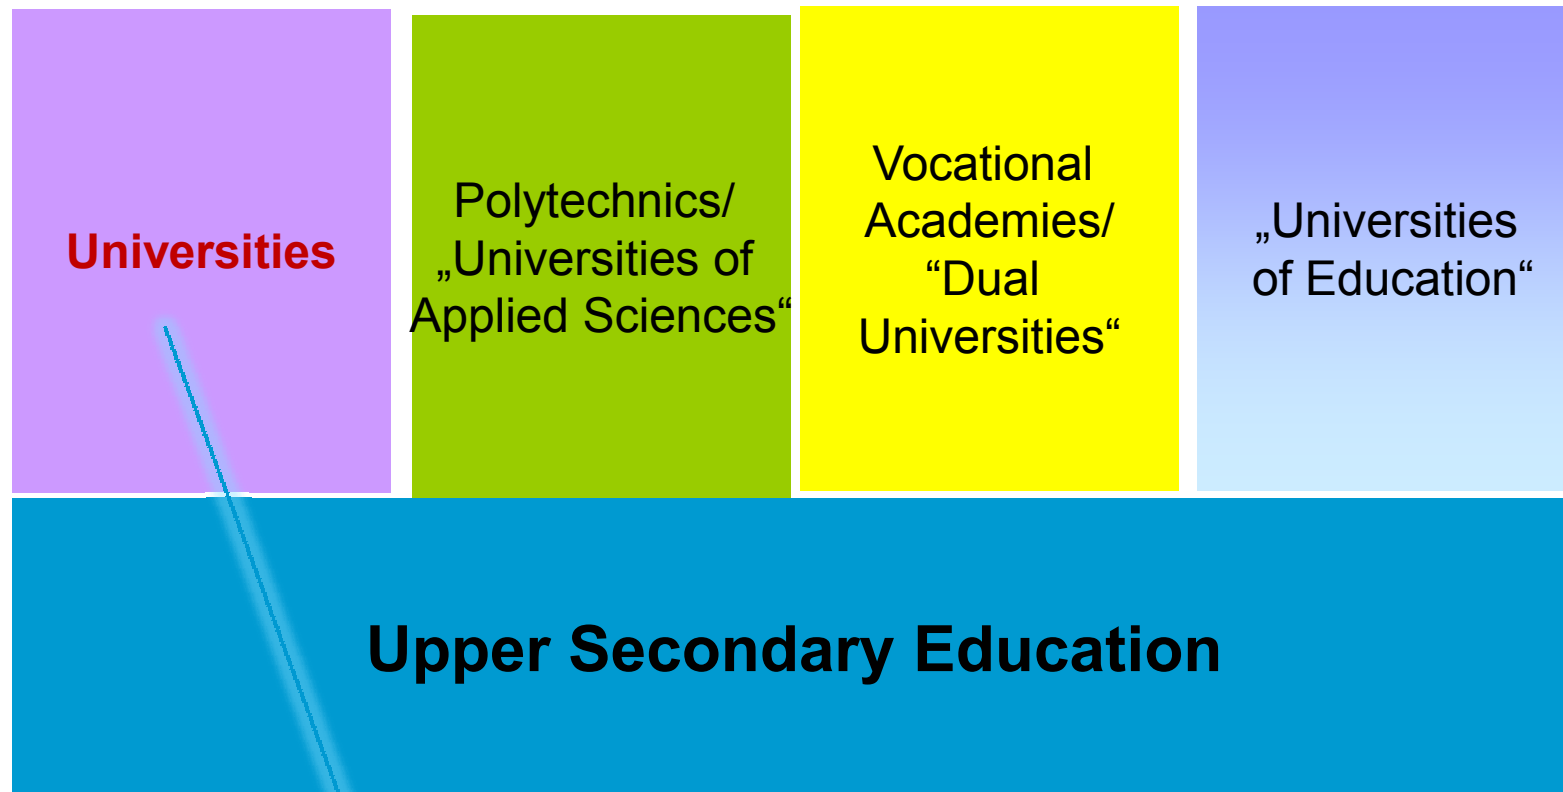 Universities
Polytechnics/
„Universities of
Applied Sciences“
Vocational
Academies/
“Dual
Universities“
„Universities
of Education“
Upper Secondary Education